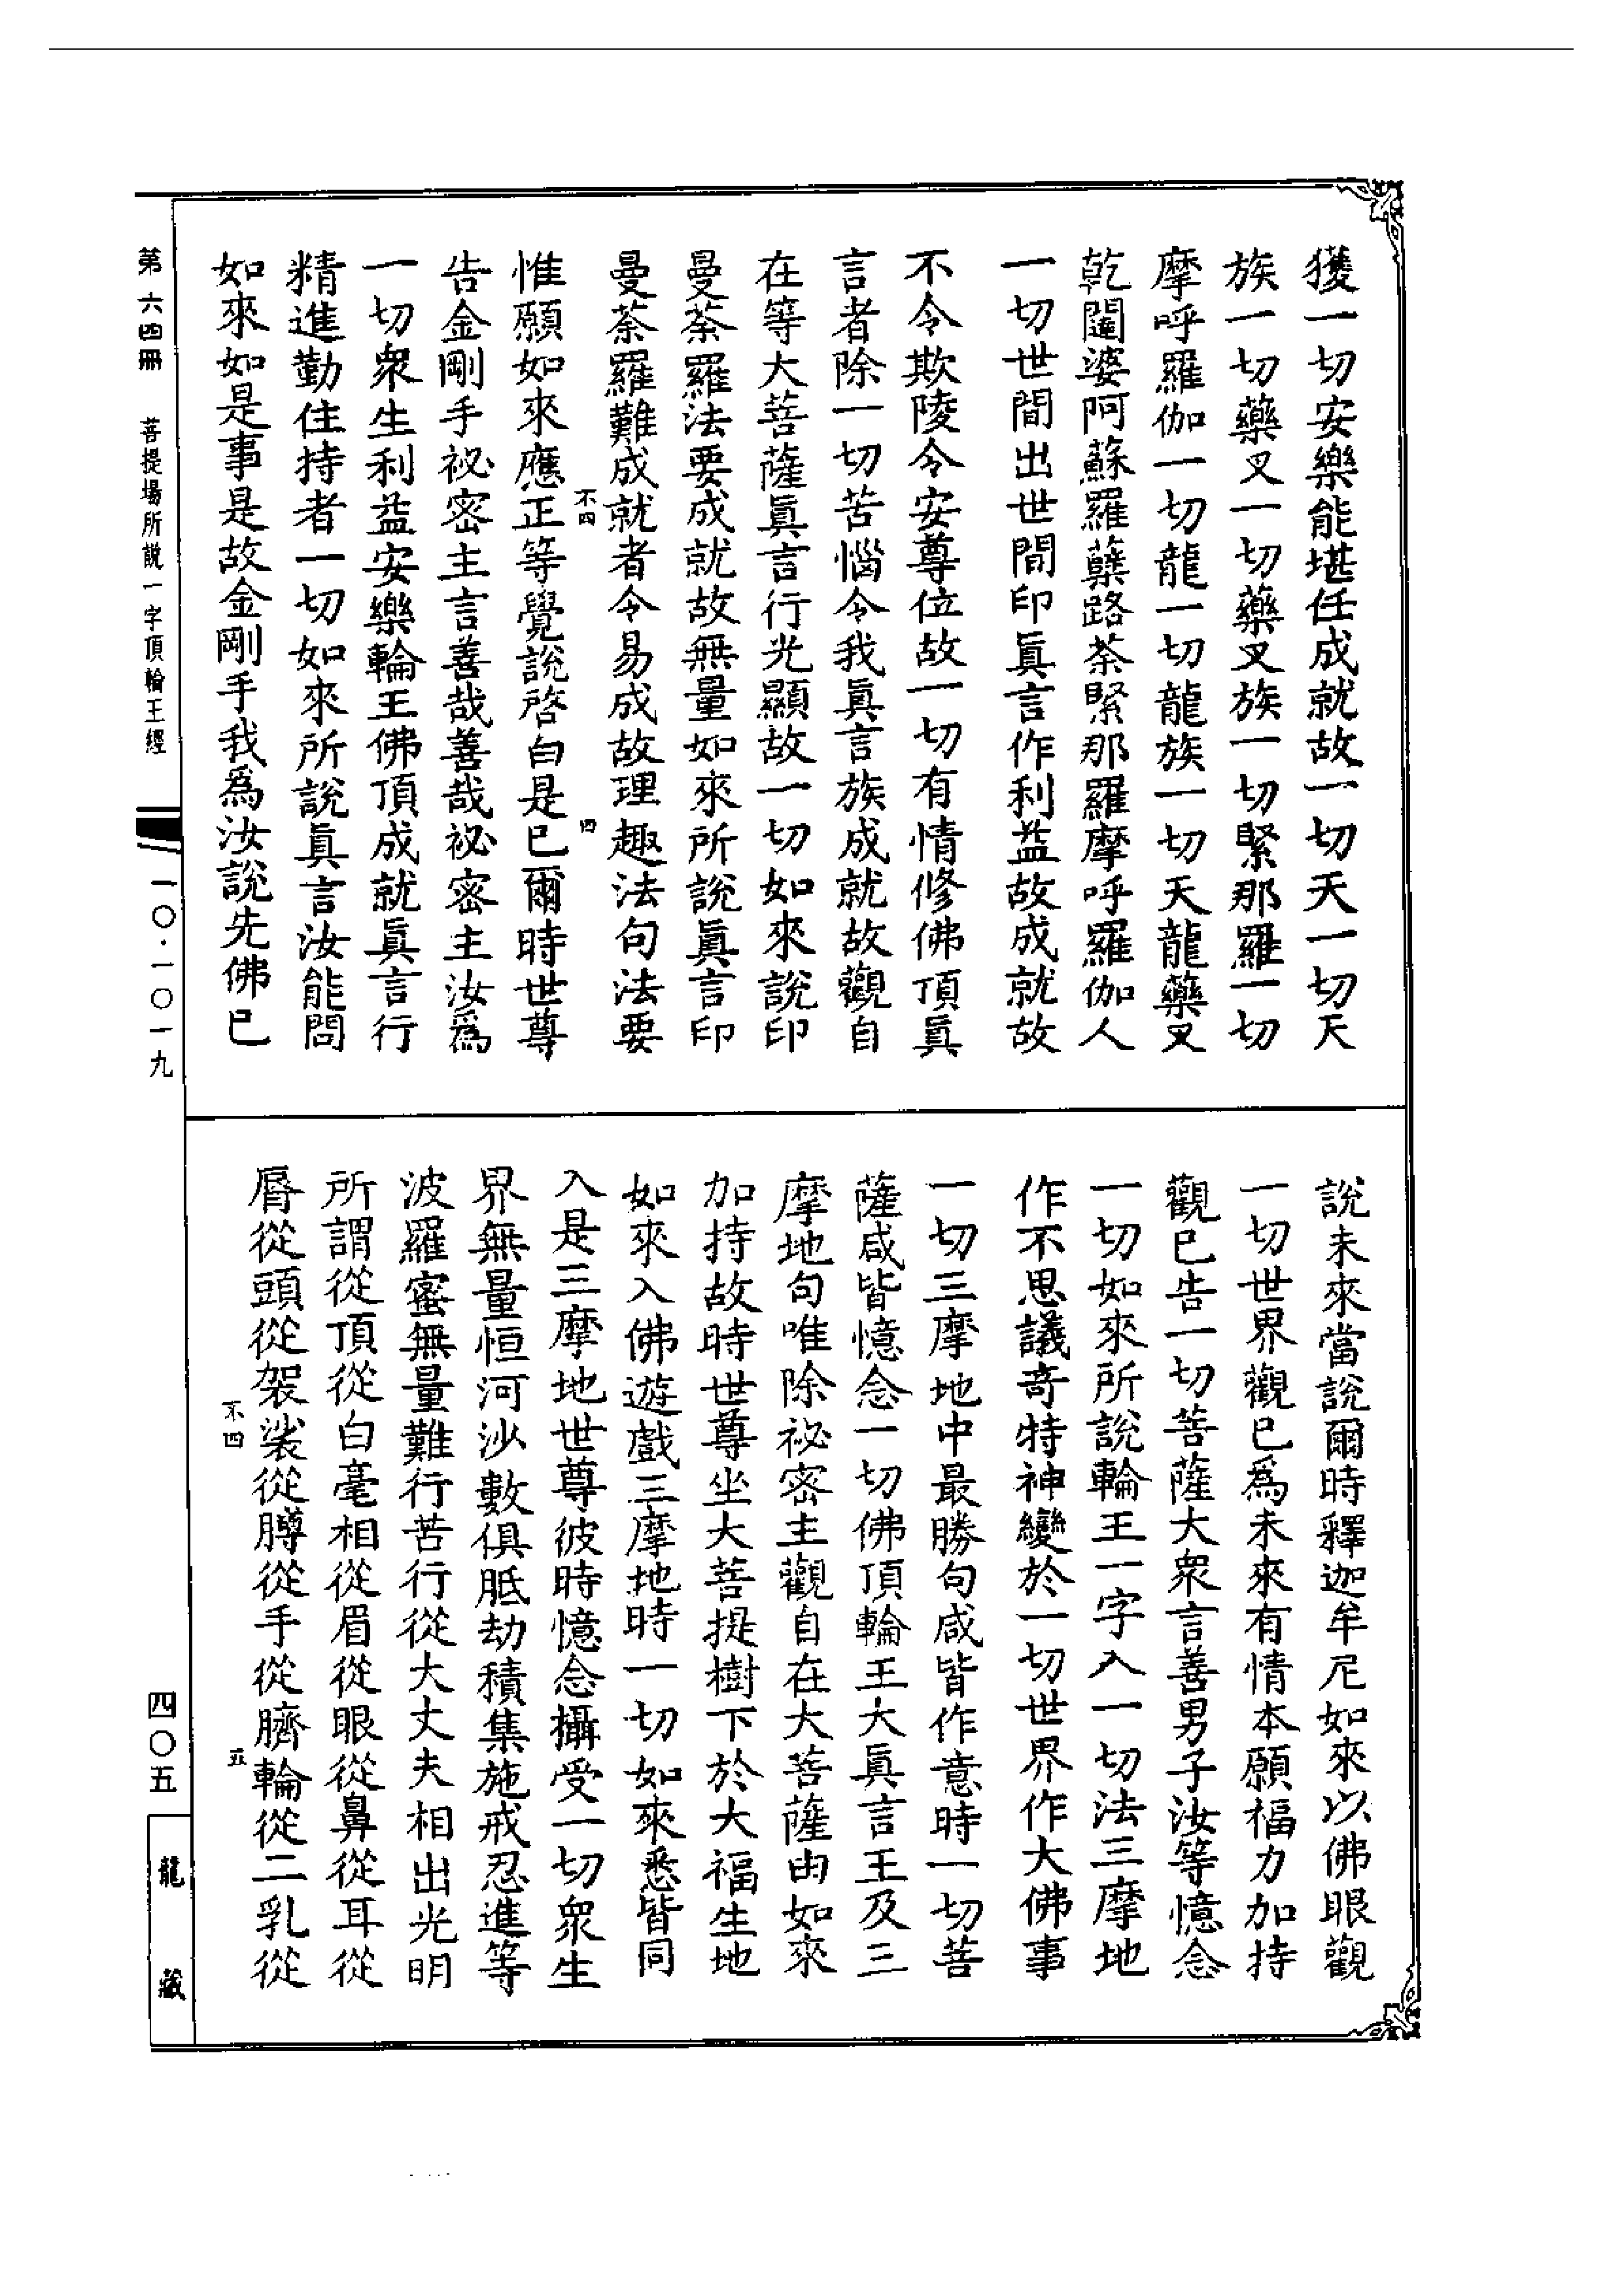 獲一切安樂能堪任成就故一切天一切天
族一切藥叉一切藥叉族一切緊那羅一切
摩呼羅伽一切龍一切龍族一切天龍藥叉
乾闥婆阿蘇羅蘖路荼緊那羅摩呼羅伽人
一切世間出世間印眞言作利益故成就故
不令欺陵令安尊位故一切有情修佛頂眞
言者除一切苦惱令我眞言族成就故觀自
在等大菩薩眞言行光顯故一切如來說印
曼荼羅法要成就故無量如來所說眞言印
曼荼羅難成就者令易成故理趣法句法要
不四
四
惟願如來應正等覺說啓白是已爾時世尊
告金剛手祕密主言善哉善哉祕密主汝爲
一切衆生利益安樂輪王佛頂成就眞言行
精進勤住持者一切如來所說眞言汝能問
如來如是事是故金剛手我爲汝說先佛已
說未來當說爾時釋迦牟尼如來以佛眼觀
一切世界觀已爲未來有情本願福力加持
觀已告一切菩薩大衆言善男子汝等憶念
一切如來所說輪王一字入一切法三摩地
作不思議奇特神變於一切世界作大佛事
一切三摩地中最勝句咸皆作意時一切菩
薩咸皆憶念一切佛頂輪王大眞言王及三
摩地句唯除祕密主觀自在大菩薩由如來
加持故時世尊坐大菩提樹下於大福生地
如來入佛遊戲三摩地時一切如來悉皆同
入是三摩地世尊彼時憶念攝受一切衆生
界無量恒河沙數俱胝劫積集施戒忍進等
波羅蜜無量難行苦行從大丈夫相出光明
所謂從頂從白毫相從眉從眼從鼻從耳從
脣從頭從袈裟從膊從手從臍輪從二乳從
不四
五
第六四冊 菩提場所說一字頂輪王經
一〇·一〇一九
四〇五
龍藏